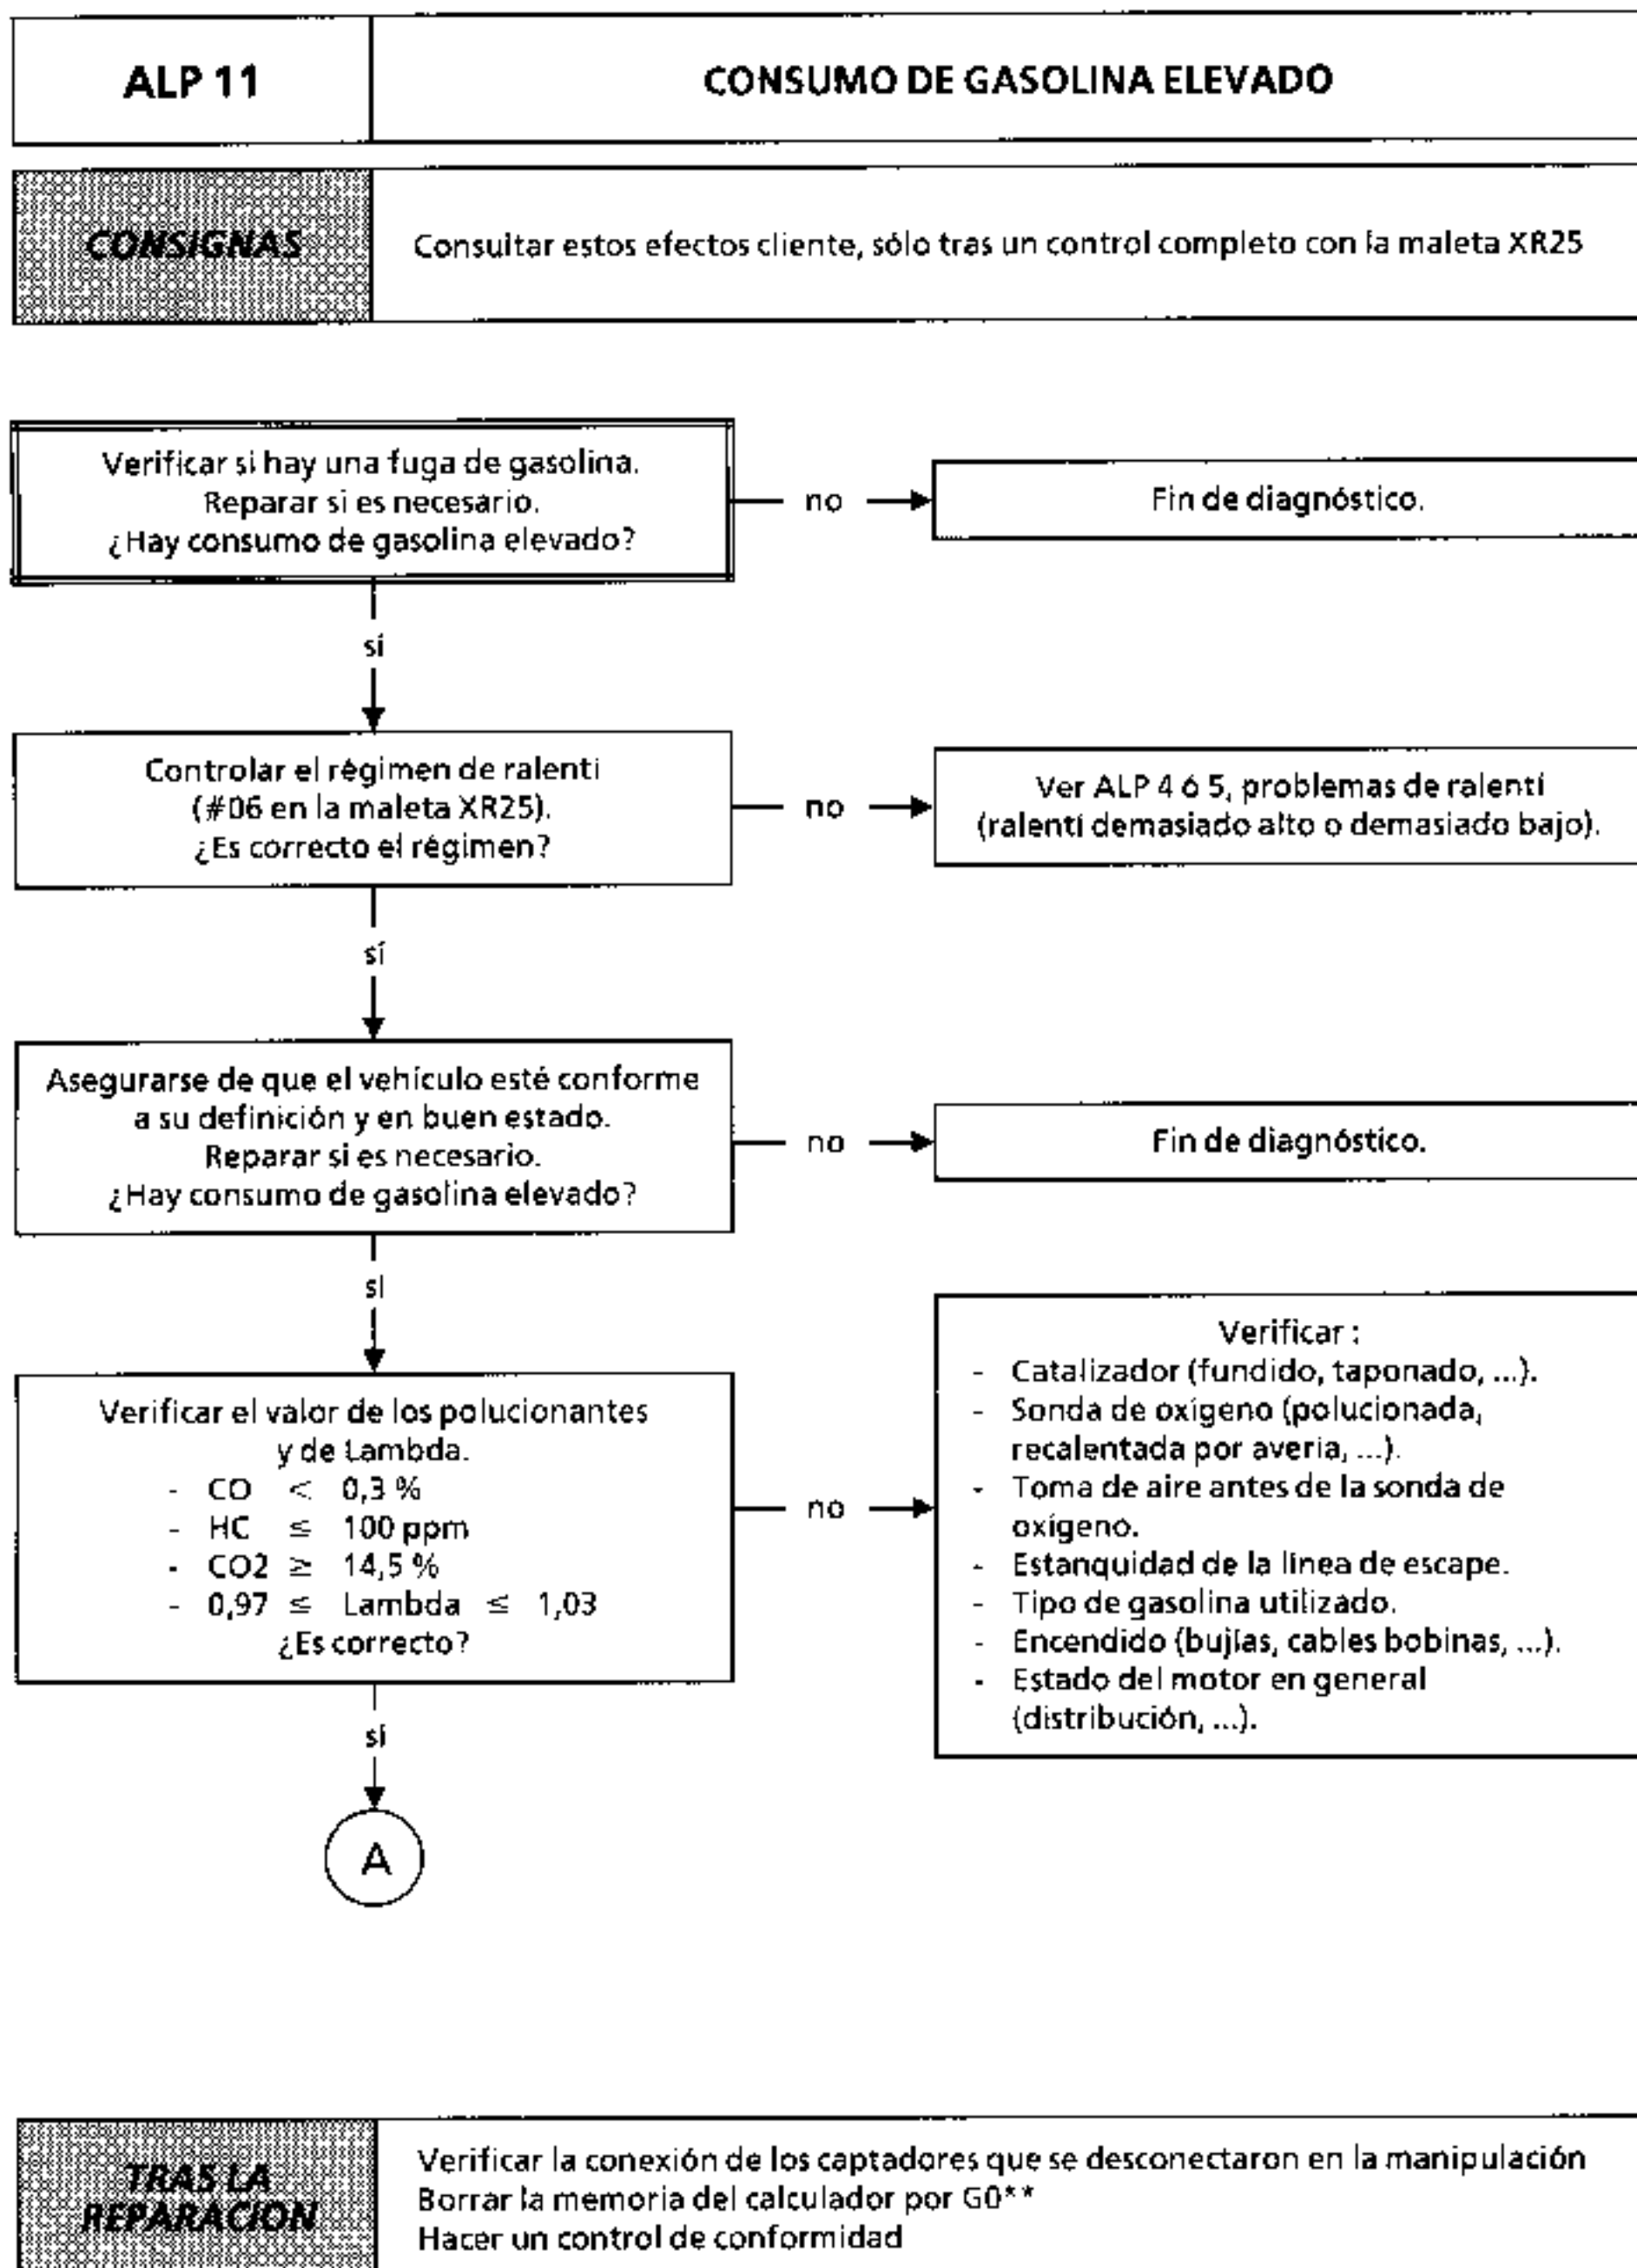 ALP 11
CONSUMO DE GASOLINA ELEVADO
CONSIGNAS
Consultar estos efectos cliente, sólo tras un control completo con la maleta XR25
Verificar si hay una fuga de gasolina.
Reparar si es necesario.
¿Hay consumo de gasolina elevado?
no
Fin de diagnóstico.
sí
Controlar el régimen de ralentí
(#06 en la maleta XR25).
¿Es correcto el régimen?
no
Ver ALP 4 ó 5, problemas de ralentí
(ralentí demasiado alto o demasiado bajo).
sí
Asegurarse de que el vehículo esté conforme
a su definición y en buen estado.
Reparar si es necesario.
¿Hay consumo de gasolina elevado?
no
Fin de diagnóstico.
sí
Verificar el valor de los polucionantes
y de Lambda.
- CO < 0,3 %
- HC ≤ 100 ppm
- CO2 ≥ 14,5 %
- 0,97 ≤ Lambda ≤ 1,03
¿Es correcto?
no
Verificar :
- Catalizador (fundido, taponado, ...).
- Sonda de oxígeno (polucionada,
recalentada por avería, ...).
- Toma de aire antes de la sonda de
oxígeno.
- Estanquidad de la línea de escape.
- Tipo de gasolina utilizado.
- Encendido (bujías, cables bobinas, ...).
- Estado del motor en general
(distribución, ...).
sí
A
TRAS LA
REPARACION
Verificar la conexión de los captadores que se desconectaron en la manipulación
Borrar la memoria del calculador por G0**
Hacer un control de conformidad